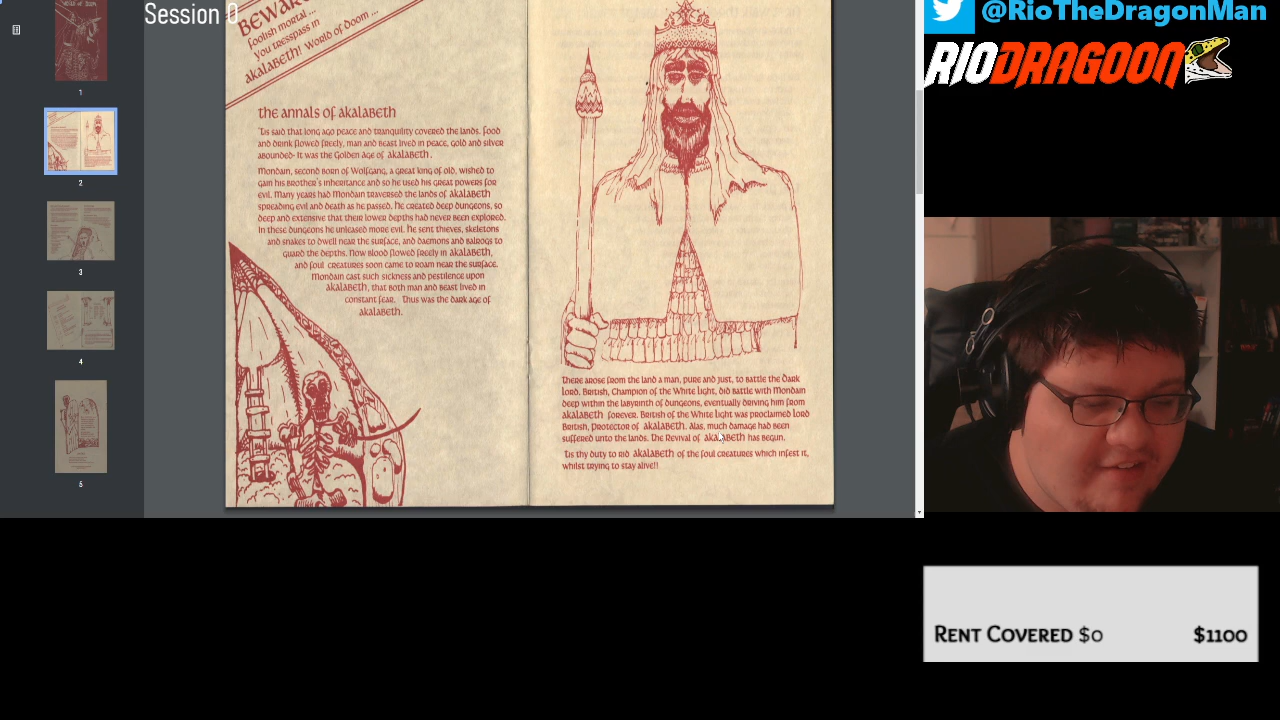 Session 0
@RioTheDragonMan
RIODRAGOON
1
2
3
4
5
BEWARE
foolish mortal ...
you tresspass in
akalabeth! World of Doom ...
the annals of akalabeth
'Tis said that long ago peace and tranquility covered the lands. Food
and drink flowed freely, man and beast lived in peace, gold and silver
abounded- It was the Golden age of akalabeth.
Mondain, second born of Wolfgang, a great king of old, wished to
gain his brother's inheritance and so he used his great powers for
evil. Many years had Mondain traversed the lands of akalabeth
spreading evil and death as he passed. He created deep dungeons, so
deep and extensive that their lower depths had never been explored.
In these dungeons he unleased more evil. He sent thieves, skeletons
and snakes to dwell near the surface, and daemons and balrogs to
guard the depths. Now blood flowed freely in akalabeth,
and foul creatures soon came to roam near the surface.
Mondain cast such sickness and pestilence upon
akalabeth, that both man and beast lived in
constant fear. Thus was the dark age of
akalabeth.
There arose from the land a man, pure and just, to battle the Dark
Lord. British, Champion of the White Light, did battle with Mondain
deep within the labyrinth of dungeons, eventually driving him from
akalabeth forever. British of the White Light was proclaimed Lord
British, Protector of akalabeth. Alas, much damage had been
suffered unto the lands. The Revival of akalabeth has begun.
'Tis thy duty to rid akalabeth of the foul creatures which infest it,
whilst trying to stay alive!!
Rent Covered $0
$1100